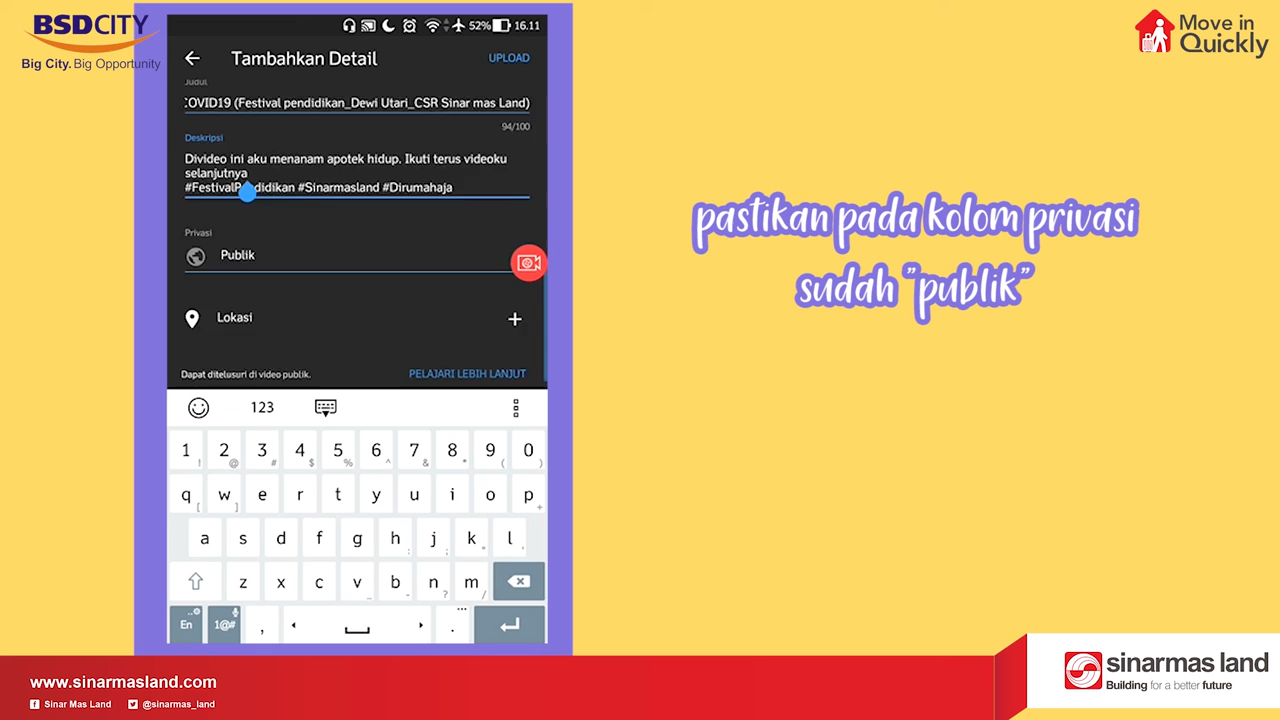 BSDCITY
Big City. Big Opportunity
52% 16.11
Tambahkan Detail
UPLOAD
Judul
COVID19 (Festival pendidikan_Dewi Utari_CSR Sinar mas Land)
94/100
Deskripsi
Divideo ini aku menanam apotek hidup. Ikuti terus videoku
selanjutnya
#FestivalPendidikan #Sinarmasland #Dirumahaja
Privasi
Publik
Lokasi
+
Dapat ditelusuri di video publik.
PELAJARI LEBIH LANJUT
123
1 2 3 4 5 6 7 8 9 0
! @ # $ % ^ & * ( )
q w e r t y u i o p
[ ] +
a s d f g h j k l
z x c v b n m
En 1@# , .
Move in
Quickly
pastikan pada kolom privasi
sudah "publik"
www.sinarmasland.com
Sinar Mas Land @sinarmas_land
sinarmas land
Building for a better future